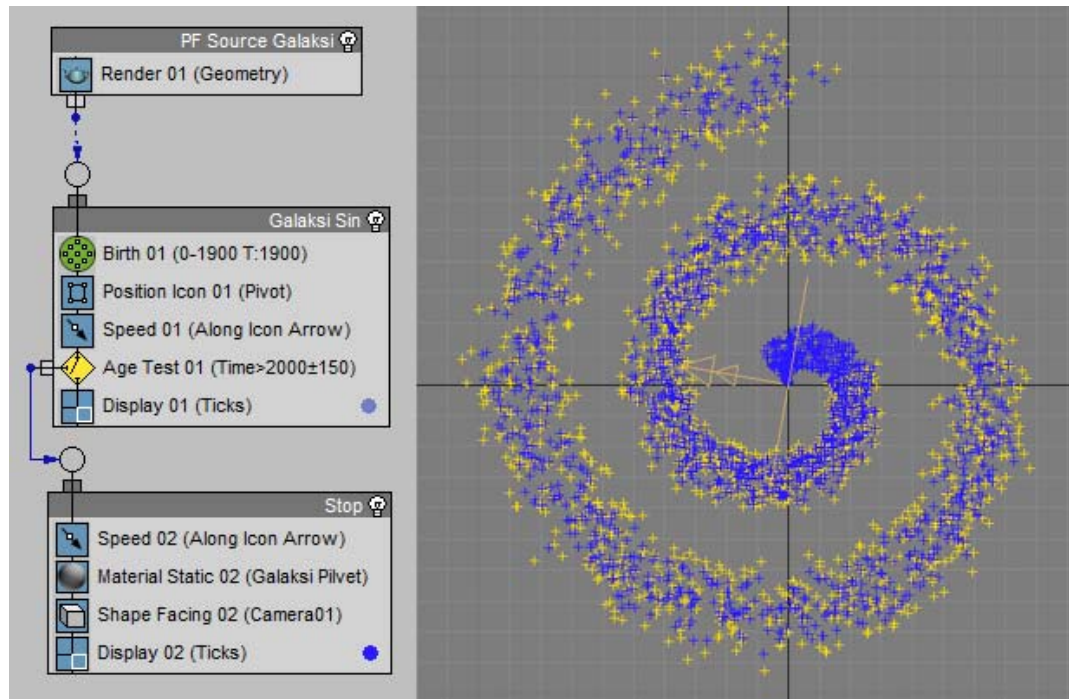 PF Source Galaksi
Render 01 (Geometry)
Galaksi Sin
Birth 01 (0-1900 T:1900)
Position Icon 01 (Pivot)
Speed 01 (Along Icon Arrow)
Age Test 01 (Time>2000±150)
Display 01 (Ticks)
Stop
Speed 02 (Along Icon Arrow)
Material Static 02 (Galaksi Pilvet)
Shape Facing 02 (Camera01)
Display 02 (Ticks)